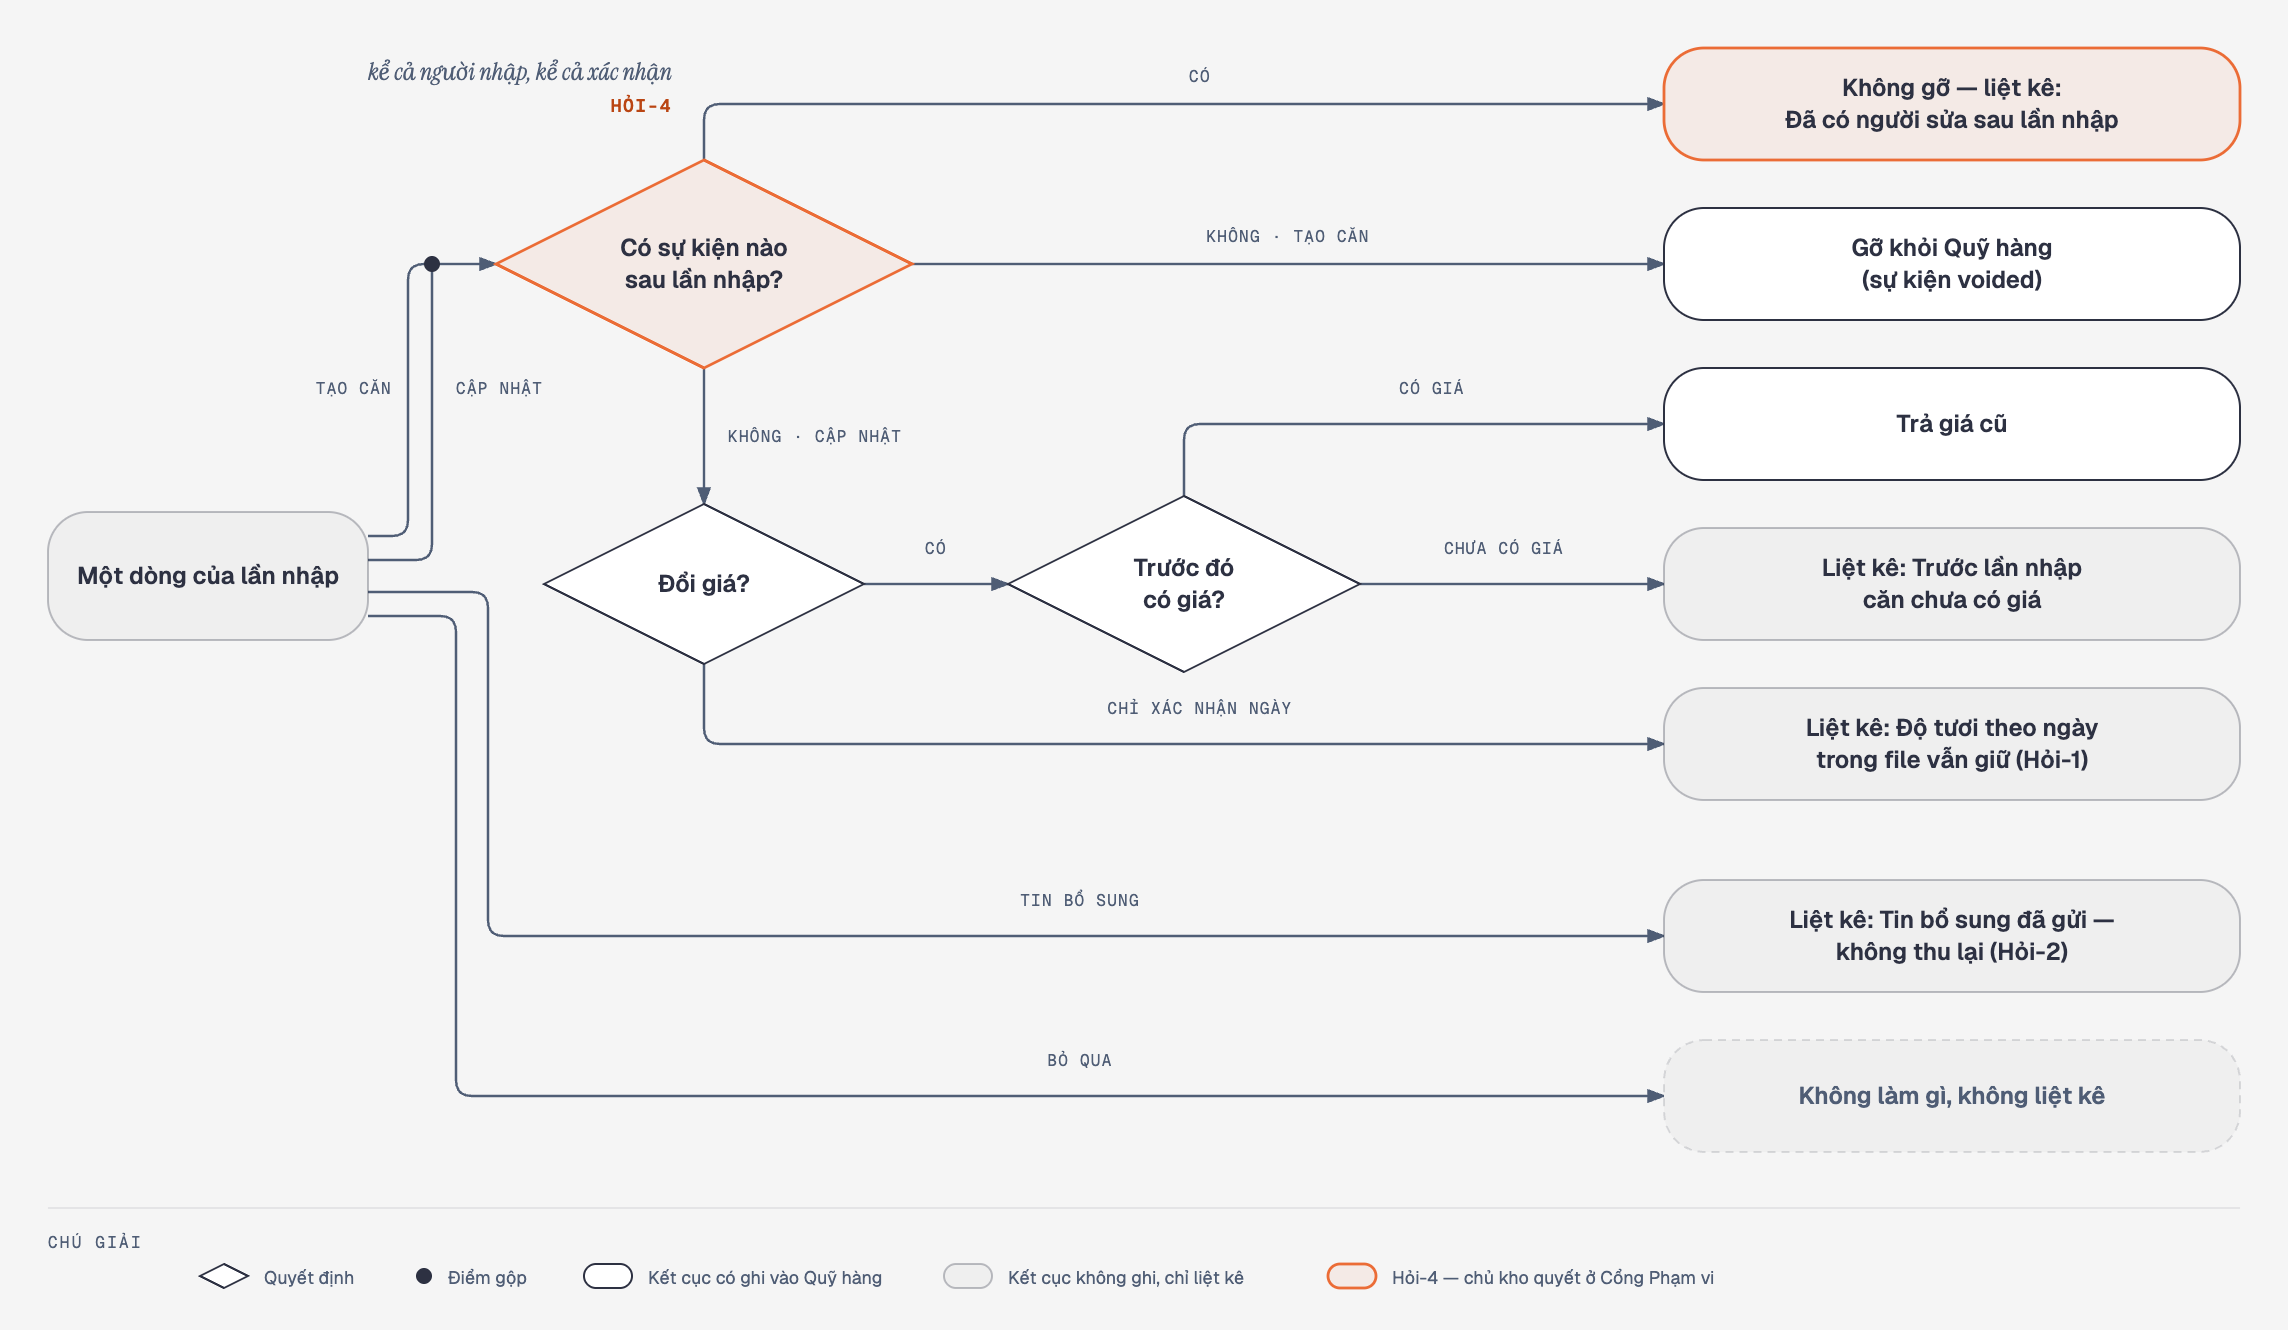 kể cả người nhập, kể cả xác nhận
HỎI-4
CÓ
Không gỡ — liệt kê:
Đã có người sửa sau lần nhập
Có sự kiện nào
sau lần nhập?
KHÔNG · TẠO CĂN
Gỡ khỏi Quỹ hàng
(sự kiện voided)
TẠO CĂN
CẬP NHẬT
KHÔNG · CẬP NHẬT
CÓ GIÁ
Trả giá cũ
Một dòng của lần nhập
Đổi giá?
CÓ
Trước đó
có giá?
CHƯA CÓ GIÁ
Liệt kê: Trước lần nhập
căn chưa có giá
CHỈ XÁC NHẬN NGÀY
Liệt kê: Độ tươi theo ngày
trong file vẫn giữ (Hỏi-1)
TIN BỔ SUNG
Liệt kê: Tin bổ sung đã gửi —
không thu lại (Hỏi-2)
BỎ QUA
Không làm gì, không liệt kê
CHÚ GIẢI
Quyết định
Điểm gộp
Kết cục có ghi vào Quỹ hàng
Kết cục không ghi, chỉ liệt kê
Hỏi-4 — chủ kho quyết ở Cổng Phạm vi